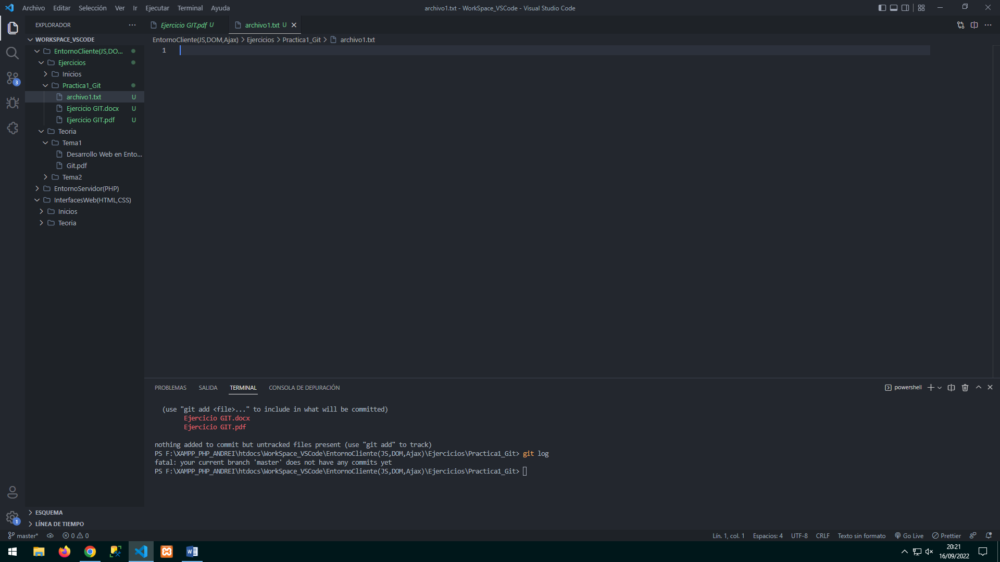 Archivo Editar Selección Ver Ir Ejecutar Terminal Ayuda
archivo1.txt - WorkSpace_VSCode - Visual Studio Code
EXPLORADOR
Ejercicio GIT.pdf U
archivo1.txt U
WORKSPACE_VSCODE
EntornoCliente(JS,DOM,Ajax) > Ejercicios > Practica1_Git > archivo1.txt
EntornoCliente(JS,DO...
1
Ejercicios
Inicios
3
Practica1_Git
archivo1.txt U
Ejercicio GIT.docx U
Ejercicio GIT.pdf U
Teoria
Tema1
Desarrollo Web en Ento...
Git.pdf
Tema2
EntornoServidor(PHP)
InterfacesWeb(HTML,CSS)
Inicios
Teoria
PROBLEMAS SALIDA TERMINAL CONSOLA DE DEPURACIÓN
powershell
(use "git add <file>..." to include in what will be committed)
Ejercicio GIT.docx
Ejercicio GIT.pdf
nothing added to commit but untracked files present (use "git add" to track)
PS F:\XAMPP_PHP_ANDREI\htdocs\WorkSpace_VSCode\EntornoCliente(JS,DOM,Ajax)\Ejercicios\Practica1_Git> git log
fatal: your current branch 'master' does not have any commits yet
PS F:\XAMPP_PHP_ANDREI\htdocs\WorkSpace_VSCode\EntornoCliente(JS,DOM,Ajax)\Ejercicios\Practica1_Git>
ESQUEMA
1
LÍNEA DE TIEMPO
master* 0 0
Lín. 1, col. 1 Espacios: 4 UTF-8 CRLF Texto sin formato Go Live Prettier
20:21
16/09/2022